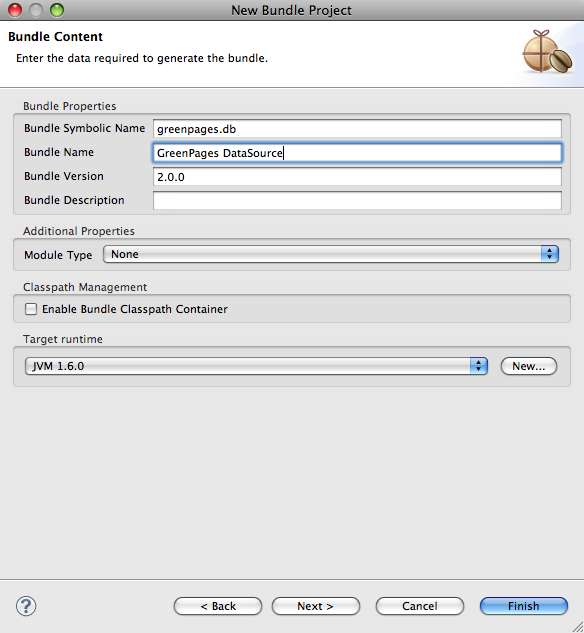 New Bundle Project
Bundle Content
Enter the data required to generate the bundle.
Bundle Properties
Bundle Symbolic Name greenpages.db
Bundle Name GreenPages DataSource
Bundle Version 2.0.0
Bundle Description
Additional Properties
Module Type None
Classpath Management
Enable Bundle Classpath Container
Target runtime
JVM 1.6.0 New...
? < Back Next > Cancel Finish